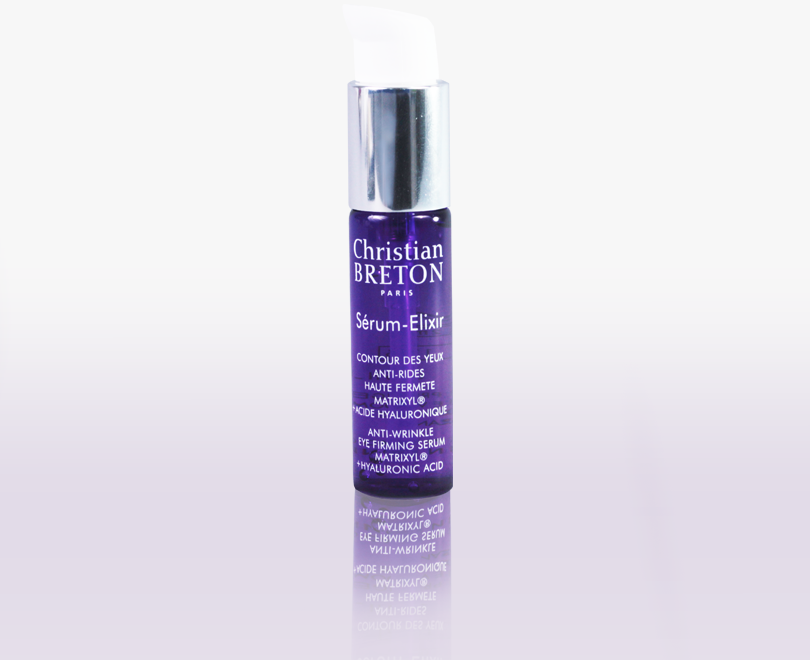 Christian
BRETON
PARIS
Sérum-Elixir
CONTOUR DES YEUX
ANTI-RIDES
HAUTE FERMETE
MATRIXYL®
+ACIDE HYALURONIQUE
ANTI-WRINKLE
EYE FIRMING SERUM
MATRIXYL®
+HYALURONIC ACID